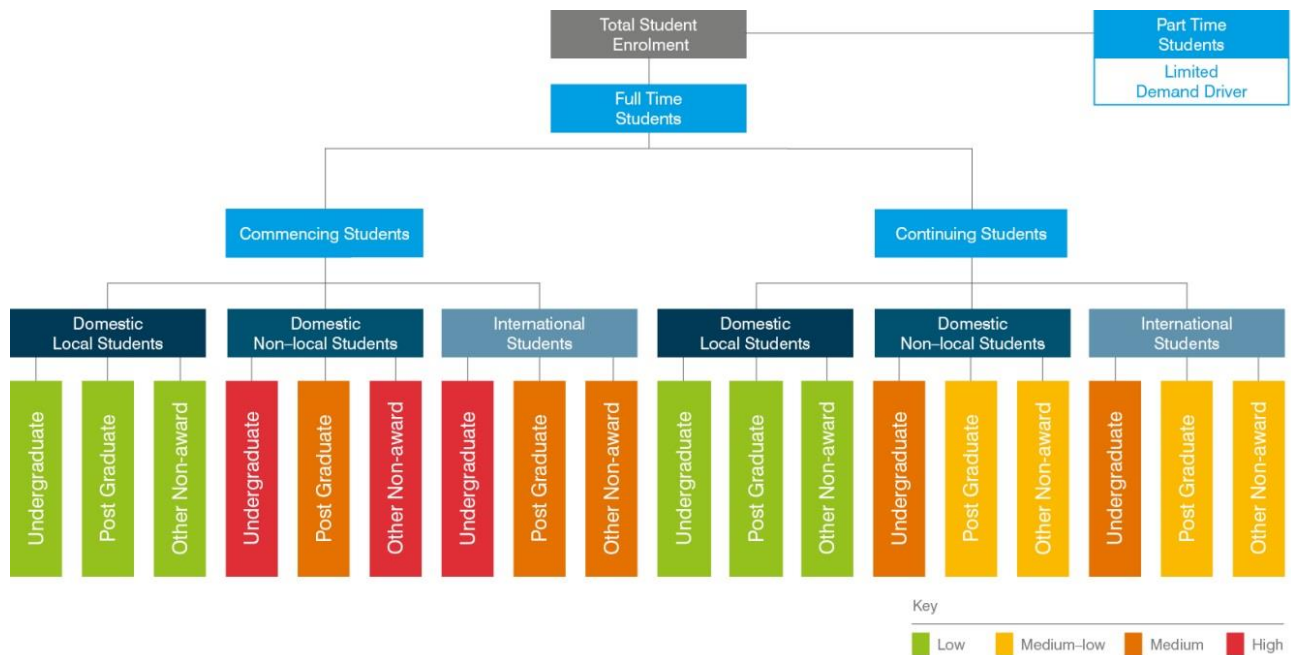 Total Student
Enrolment
Part Time
Students
Limited
Demand Driver
Full Time
Students
Commencing Students
Continuing Students
Domestic
Local Students
Domestic
Non–local Students
International
Students
Domestic
Local Students
Domestic
Non–local Students
International
Students
Undergraduate
Post Graduate
Other Non-award
Undergraduate
Post Graduate
Other Non-award
Undergraduate
Post Graduate
Other Non-award
Undergraduate
Post Graduate
Other Non-award
Undergraduate
Post Graduate
Other Non-award
Undergraduate
Post Graduate
Other Non-award
Key
Low
Medium–low
Medium
High